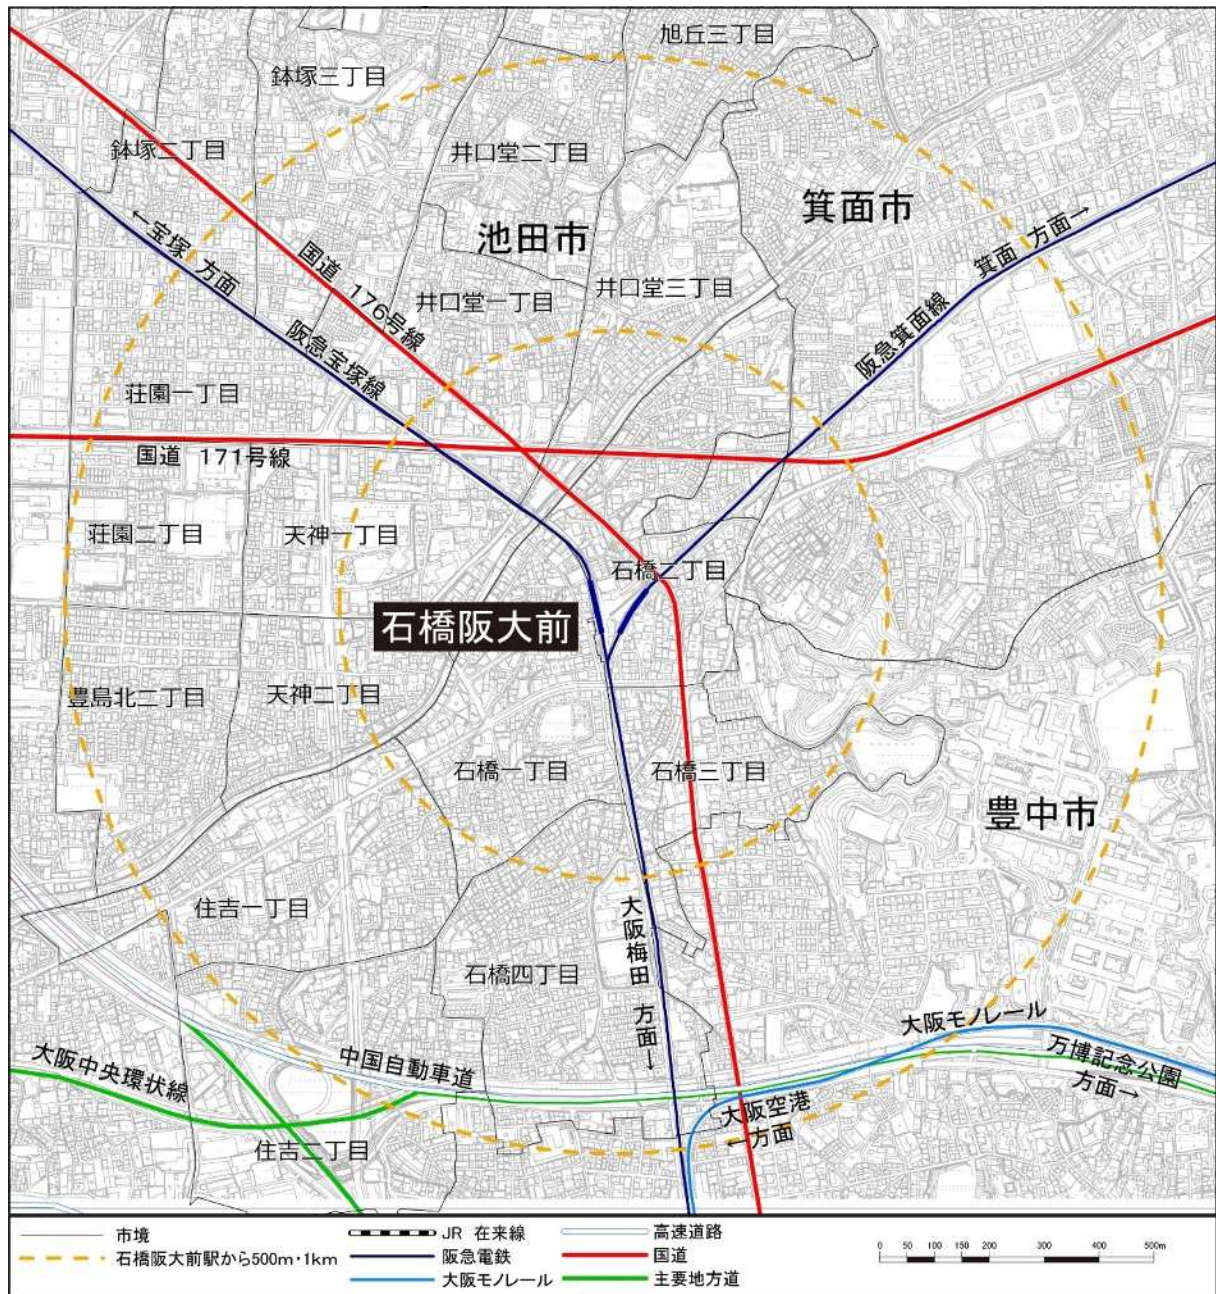 旭丘三丁目
鉢塚三丁目
鉢塚二丁目
井口堂二丁目
箕面市
池田市
←宝塚 方面
国道 176号線
箕面 方面→
井口堂三丁目
井口堂一丁目
阪急宝塚線
阪急箕面線
荘園一丁目
国道 171号線
荘園二丁目
天神一丁目
石橋二丁目
石橋阪大前
豊島北二丁目
天神二丁目
石橋一丁目
石橋三丁目
豊中市
住吉一丁目
大阪梅田 方面→
石橋四丁目
大阪モノレール
中国自動車道
大阪中央環状線
万博記念公園
方面→
大阪空港
←方面
住吉二丁目
市境
石橋阪大前駅から500m・1km
JR 在来線
阪急電鉄
大阪モノレール
高速道路
国道
主要地方道
0 50 100 150 200 300 400 500m